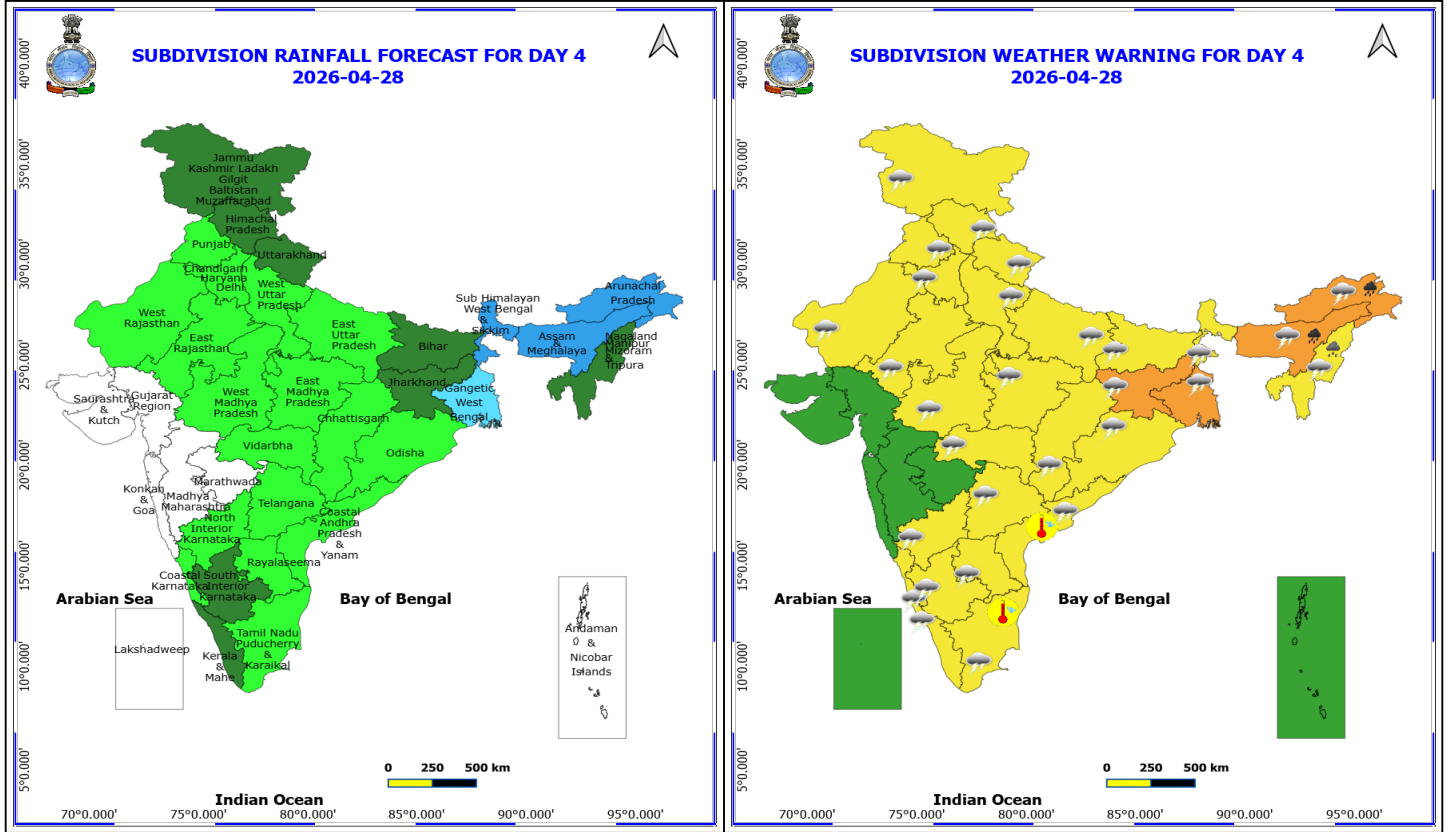 SUBDIVISION RAINFALL FORECAST FOR DAY 4
2026-04-28
40°0.000'
35°0.000'
30°0.000'
25°0.000'
20°0.000'
15°0.000'
10°0.000'
5°0.000'
Jammu
Kashmir Ladakh
Gilgit
Baltistan
Muzaffarabad
Himachal
Pradesh
Punjab
Uttarakhand
Chandigarh
Haryana
Delhi
West
Uttar
Pradesh
West
Rajasthan
East
Rajasthan
East
Uttar
Pradesh
Bihar
Sub Himalayan
West Bengal
&
Sikkim
Arunachal
Pradesh
Assam
&
Meghalaya
Nagaland
Manipur
Mizoram
&
Tripura
Jharkhand
Gangetic
West
Bengal
Saurashtra
&
Kutch
Gujarat
Region
West
Madhya
Pradesh
East
Madhya
Pradesh
Chhattisgarh
Vidarbha
Odisha
Konkan
&
Goa
Madhya
Maharashtra
Marathwada
Telangana
North
Interior
Karnataka
Coastal
Andhra
Pradesh
&
Yanam
Rayalaseema
Coastal
Karnataka
South
Interior
Karnataka
Arabian Sea
Bay of Bengal
Lakshadweep
Kerala
&
Mahe
Tamil Nadu
Puducherry
&
Karaikal
Andaman
&
Nicobar
Islands
0 250 500 km
Indian Ocean
70°0.000' 75°0.000' 80°0.000' 85°0.000' 90°0.000' 95°0.000'
SUBDIVISION WEATHER WARNING FOR DAY 4
2026-04-28
40°0.000'
35°0.000'
30°0.000'
25°0.000'
20°0.000'
15°0.000'
10°0.000'
5°0.000'
Arabian Sea
Bay of Bengal
0 250 500 km
Indian Ocean
70°0.000' 75°0.000' 80°0.000' 85°0.000' 90°0.000' 95°0.000'